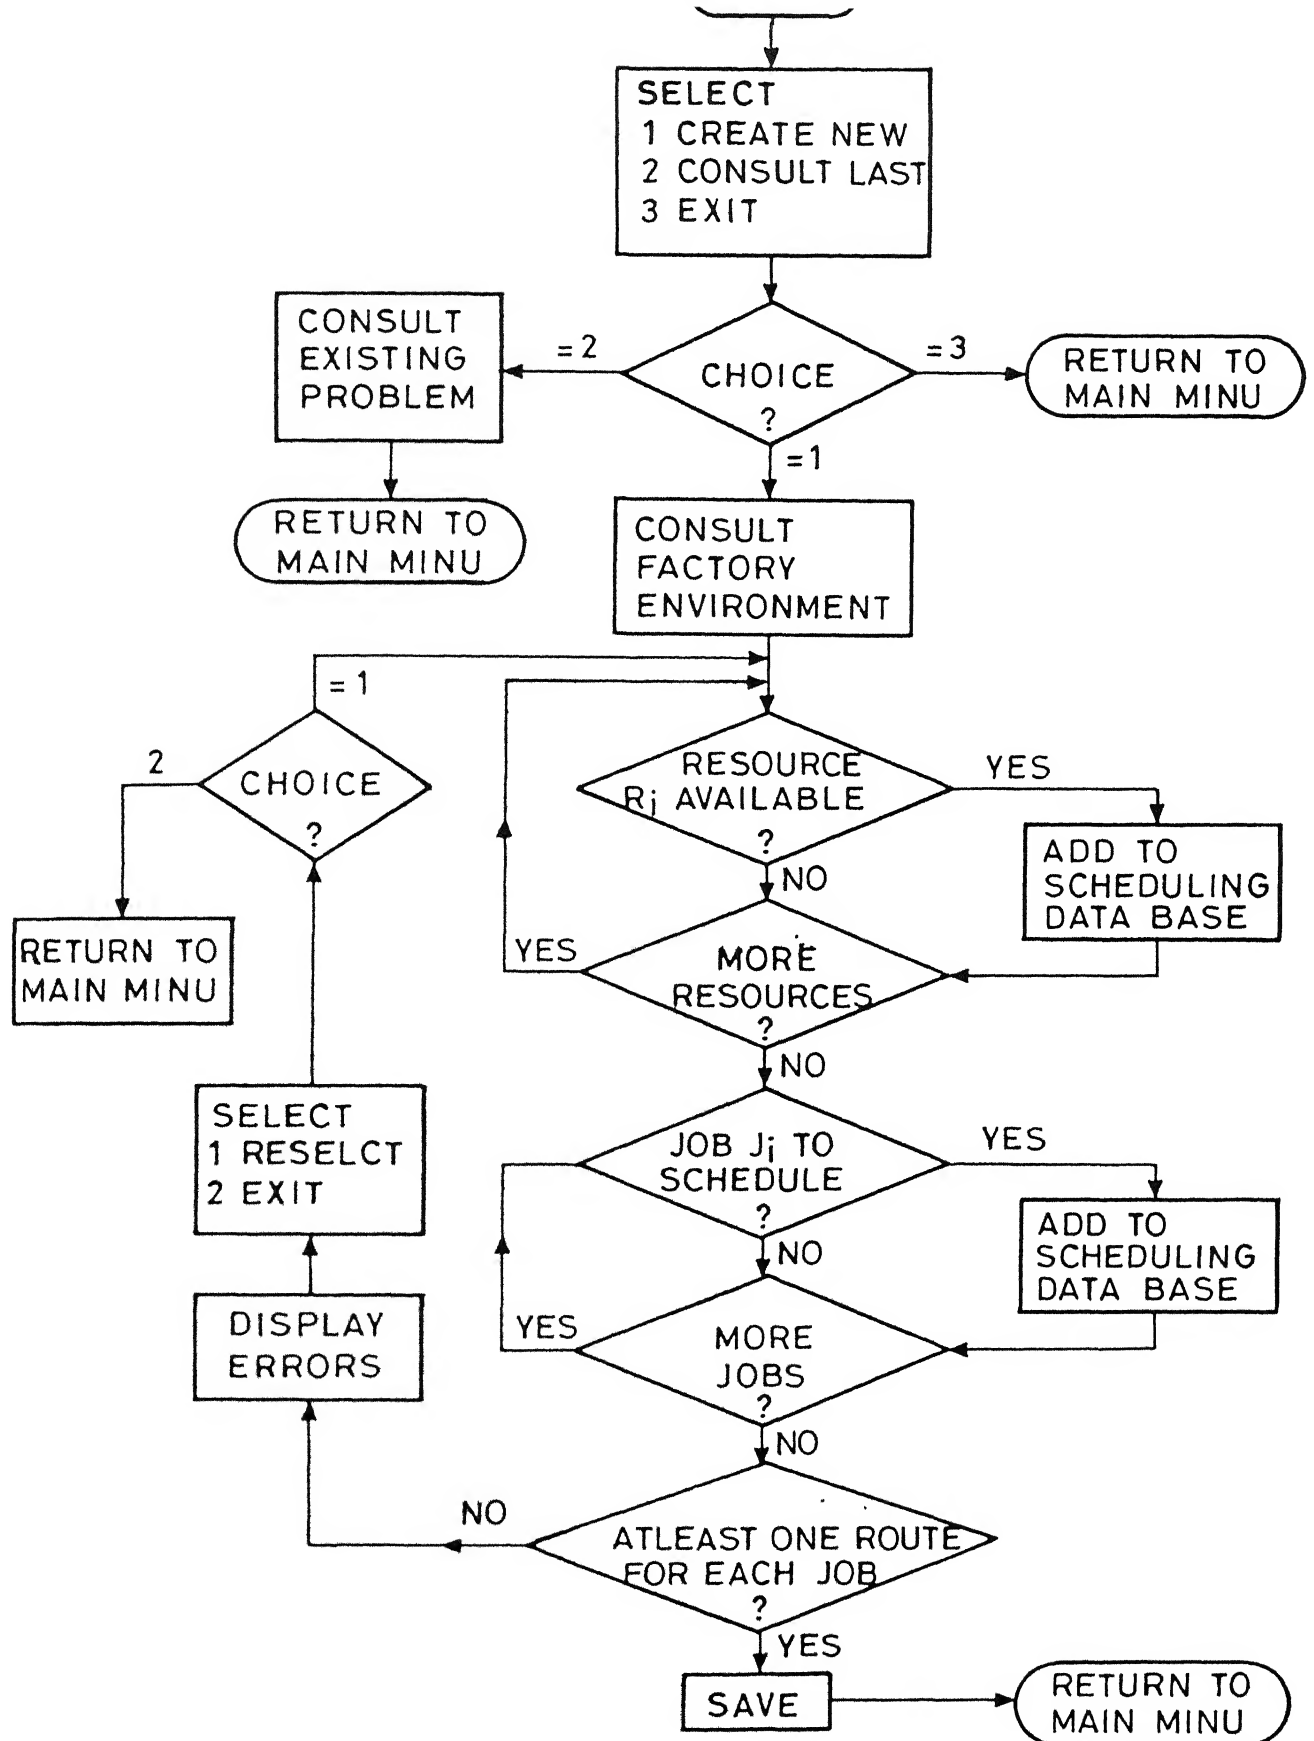 SELECT
1 CREATE NEW
2 CONSULT LAST
3 EXIT
CONSULT
EXISTING
PROBLEM
=2
CHOICE
?
=3
RETURN TO
MAIN MINU
=1
RETURN TO
MAIN MINU
CONSULT
FACTORY
ENVIRONMENT
=1
2
CHOICE
?
RESOURCE
Rj AVAILABLE
?
YES
NO
ADD TO
SCHEDULING
DATA BASE
RETURN TO
MAIN MINU
YES
MORE
RESOURCES
?
NO
SELECT
1 RESELCT
2 EXIT
JOB Ji TO
SCHEDULE
?
YES
NO
ADD TO
SCHEDULING
DATA BASE
DISPLAY
ERRORS
YES
MORE
JOBS
?
NO
NO
ATLEAST ONE ROUTE
FOR EACH JOB
?
YES
SAVE
RETURN TO
MAIN MINU